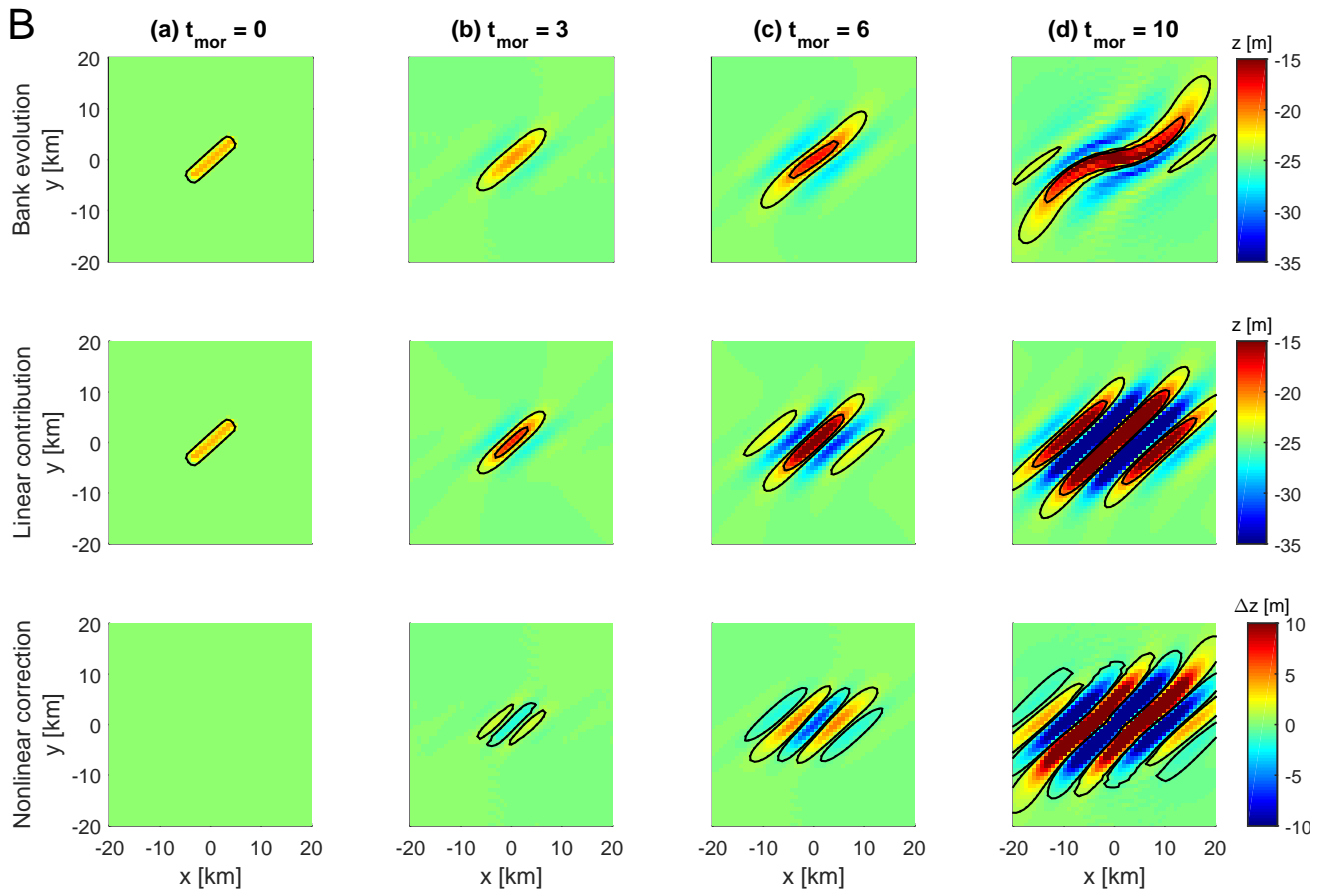 B
(a) t_mor = 0
(b) t_mor = 3
(c) t_mor = 6
(d) t_mor = 10
z [m]
Bank evolution
y [km]
20
10
0
-10
-20
-15
-20
-25
-30
-35
z [m]
Linear contribution
y [km]
20
10
0
-10
-20
-15
-20
-25
-30
-35
Δz [m]
Nonlinear correction
y [km]
20
10
0
-10
-20
10
5
0
-5
-10
-20 -10 0 10 20
-20 -10 0 10 20
-20 -10 0 10 20
-20 -10 0 10 20
x [km]
x [km]
x [km]
x [km]